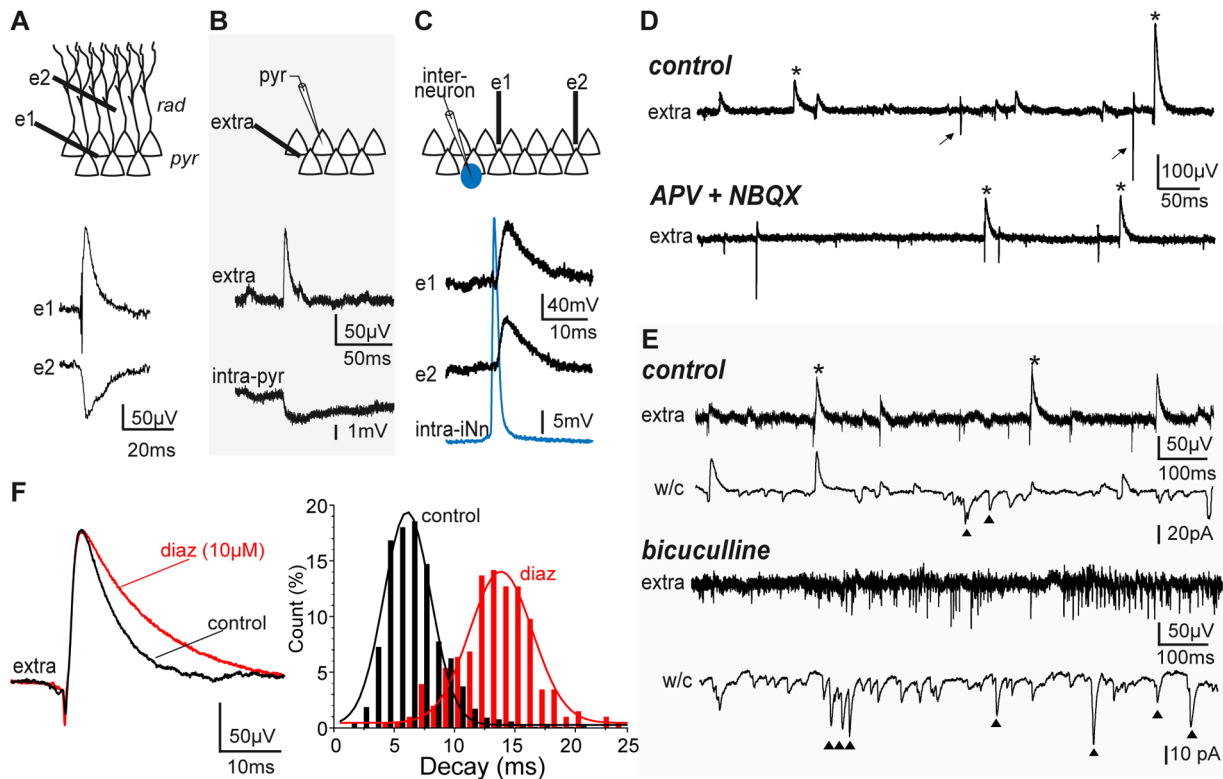 A
e2
rad
e1
pyr
e1
e2
50µV
20ms
B
pyr
extra
extra
50µV
50ms
intra-pyr
1mV
C
inter-
neuron
e1
e2
e1
40mV
10ms
e2
intra-iNn
5mV
D
control
*
*
extra
100µV
50ms
APV + NBQX
*
*
extra
E
control
*
*
extra
50µV
100ms
w/c
20pA
bicuculline
extra
50µV
100ms
w/c
10 pA
F
diaz (10µM)
control
extra
50µV
10ms
20
15
10
5
0
Count (%)
control
diaz
0
5
10
15
20
25
Decay (ms)